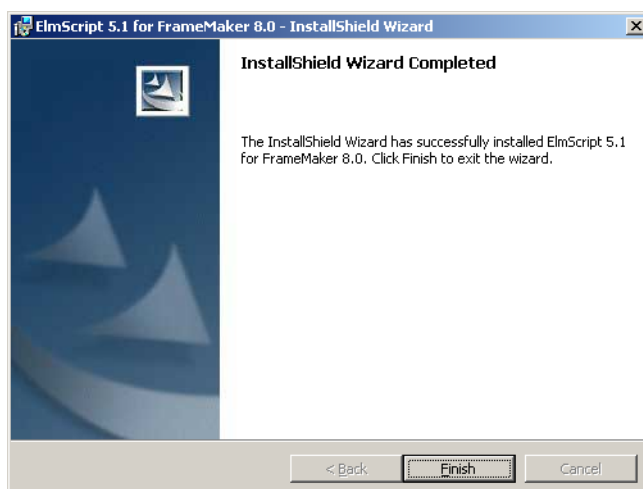 ElmScript 5.1 for FrameMaker 8.0 - InstallShield Wizard
InstallShield Wizard Completed
The InstallShield Wizard has successfully installed ElmScript 5.1
for FrameMaker 8.0. Click Finish to exit the wizard.
< Back
Finish
Cancel